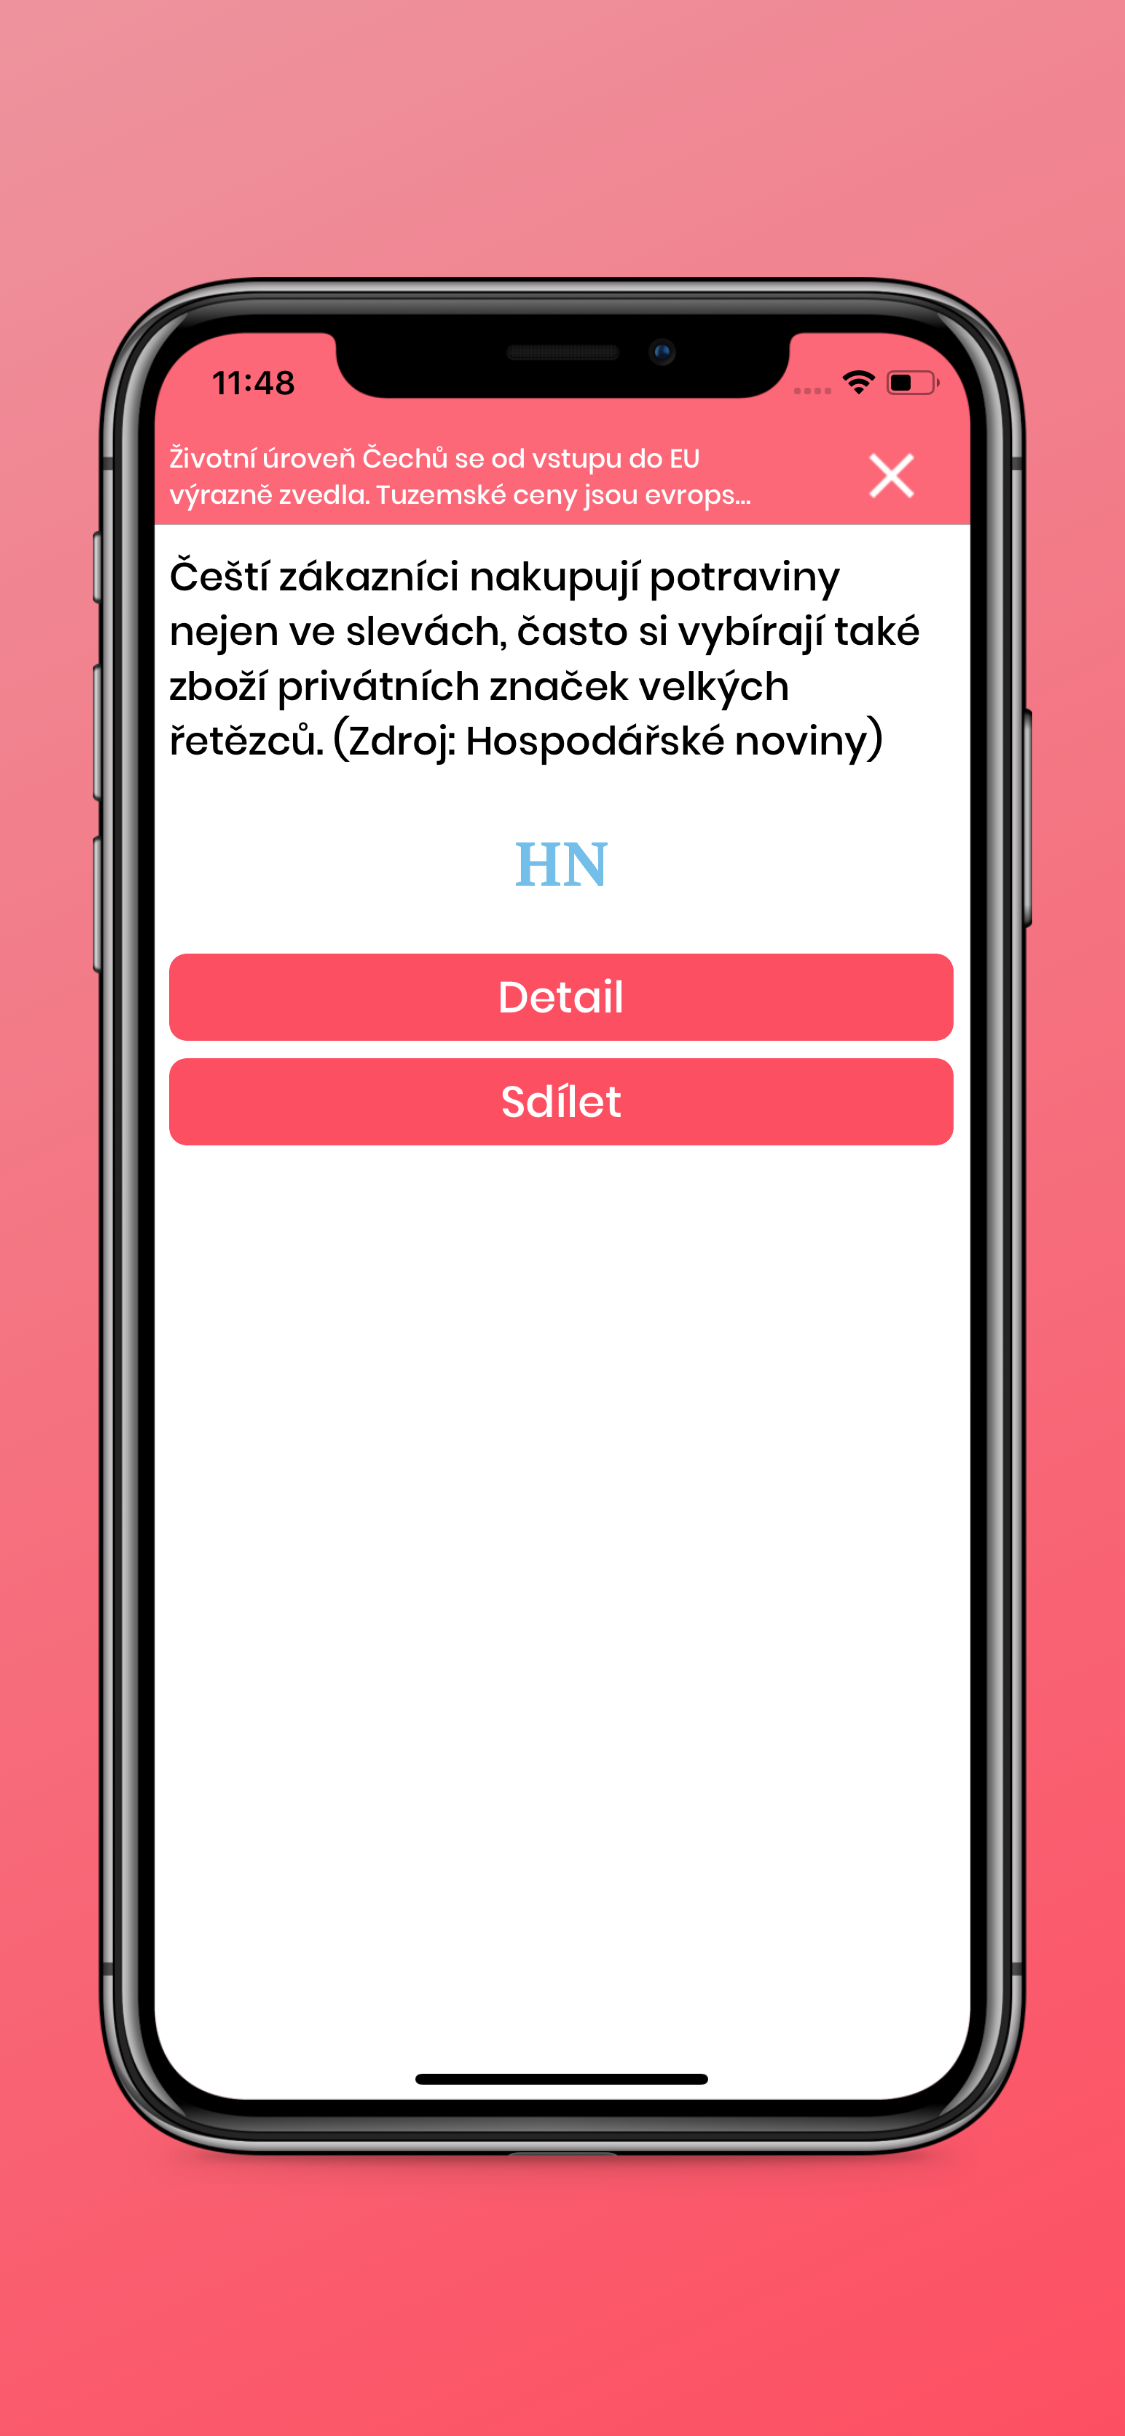 11:48
Životní úroveň Čechů se od vstupu do EU
výrazně zvedla. Tuzemské ceny jsou evrops...
Čeští zákazníci nakupují potraviny
nejen ve slevách, často si vybírají také
zboží privátních značek velkých
řetězců. (Zdroj: Hospodářské noviny)
HN
Detail
Sdílet